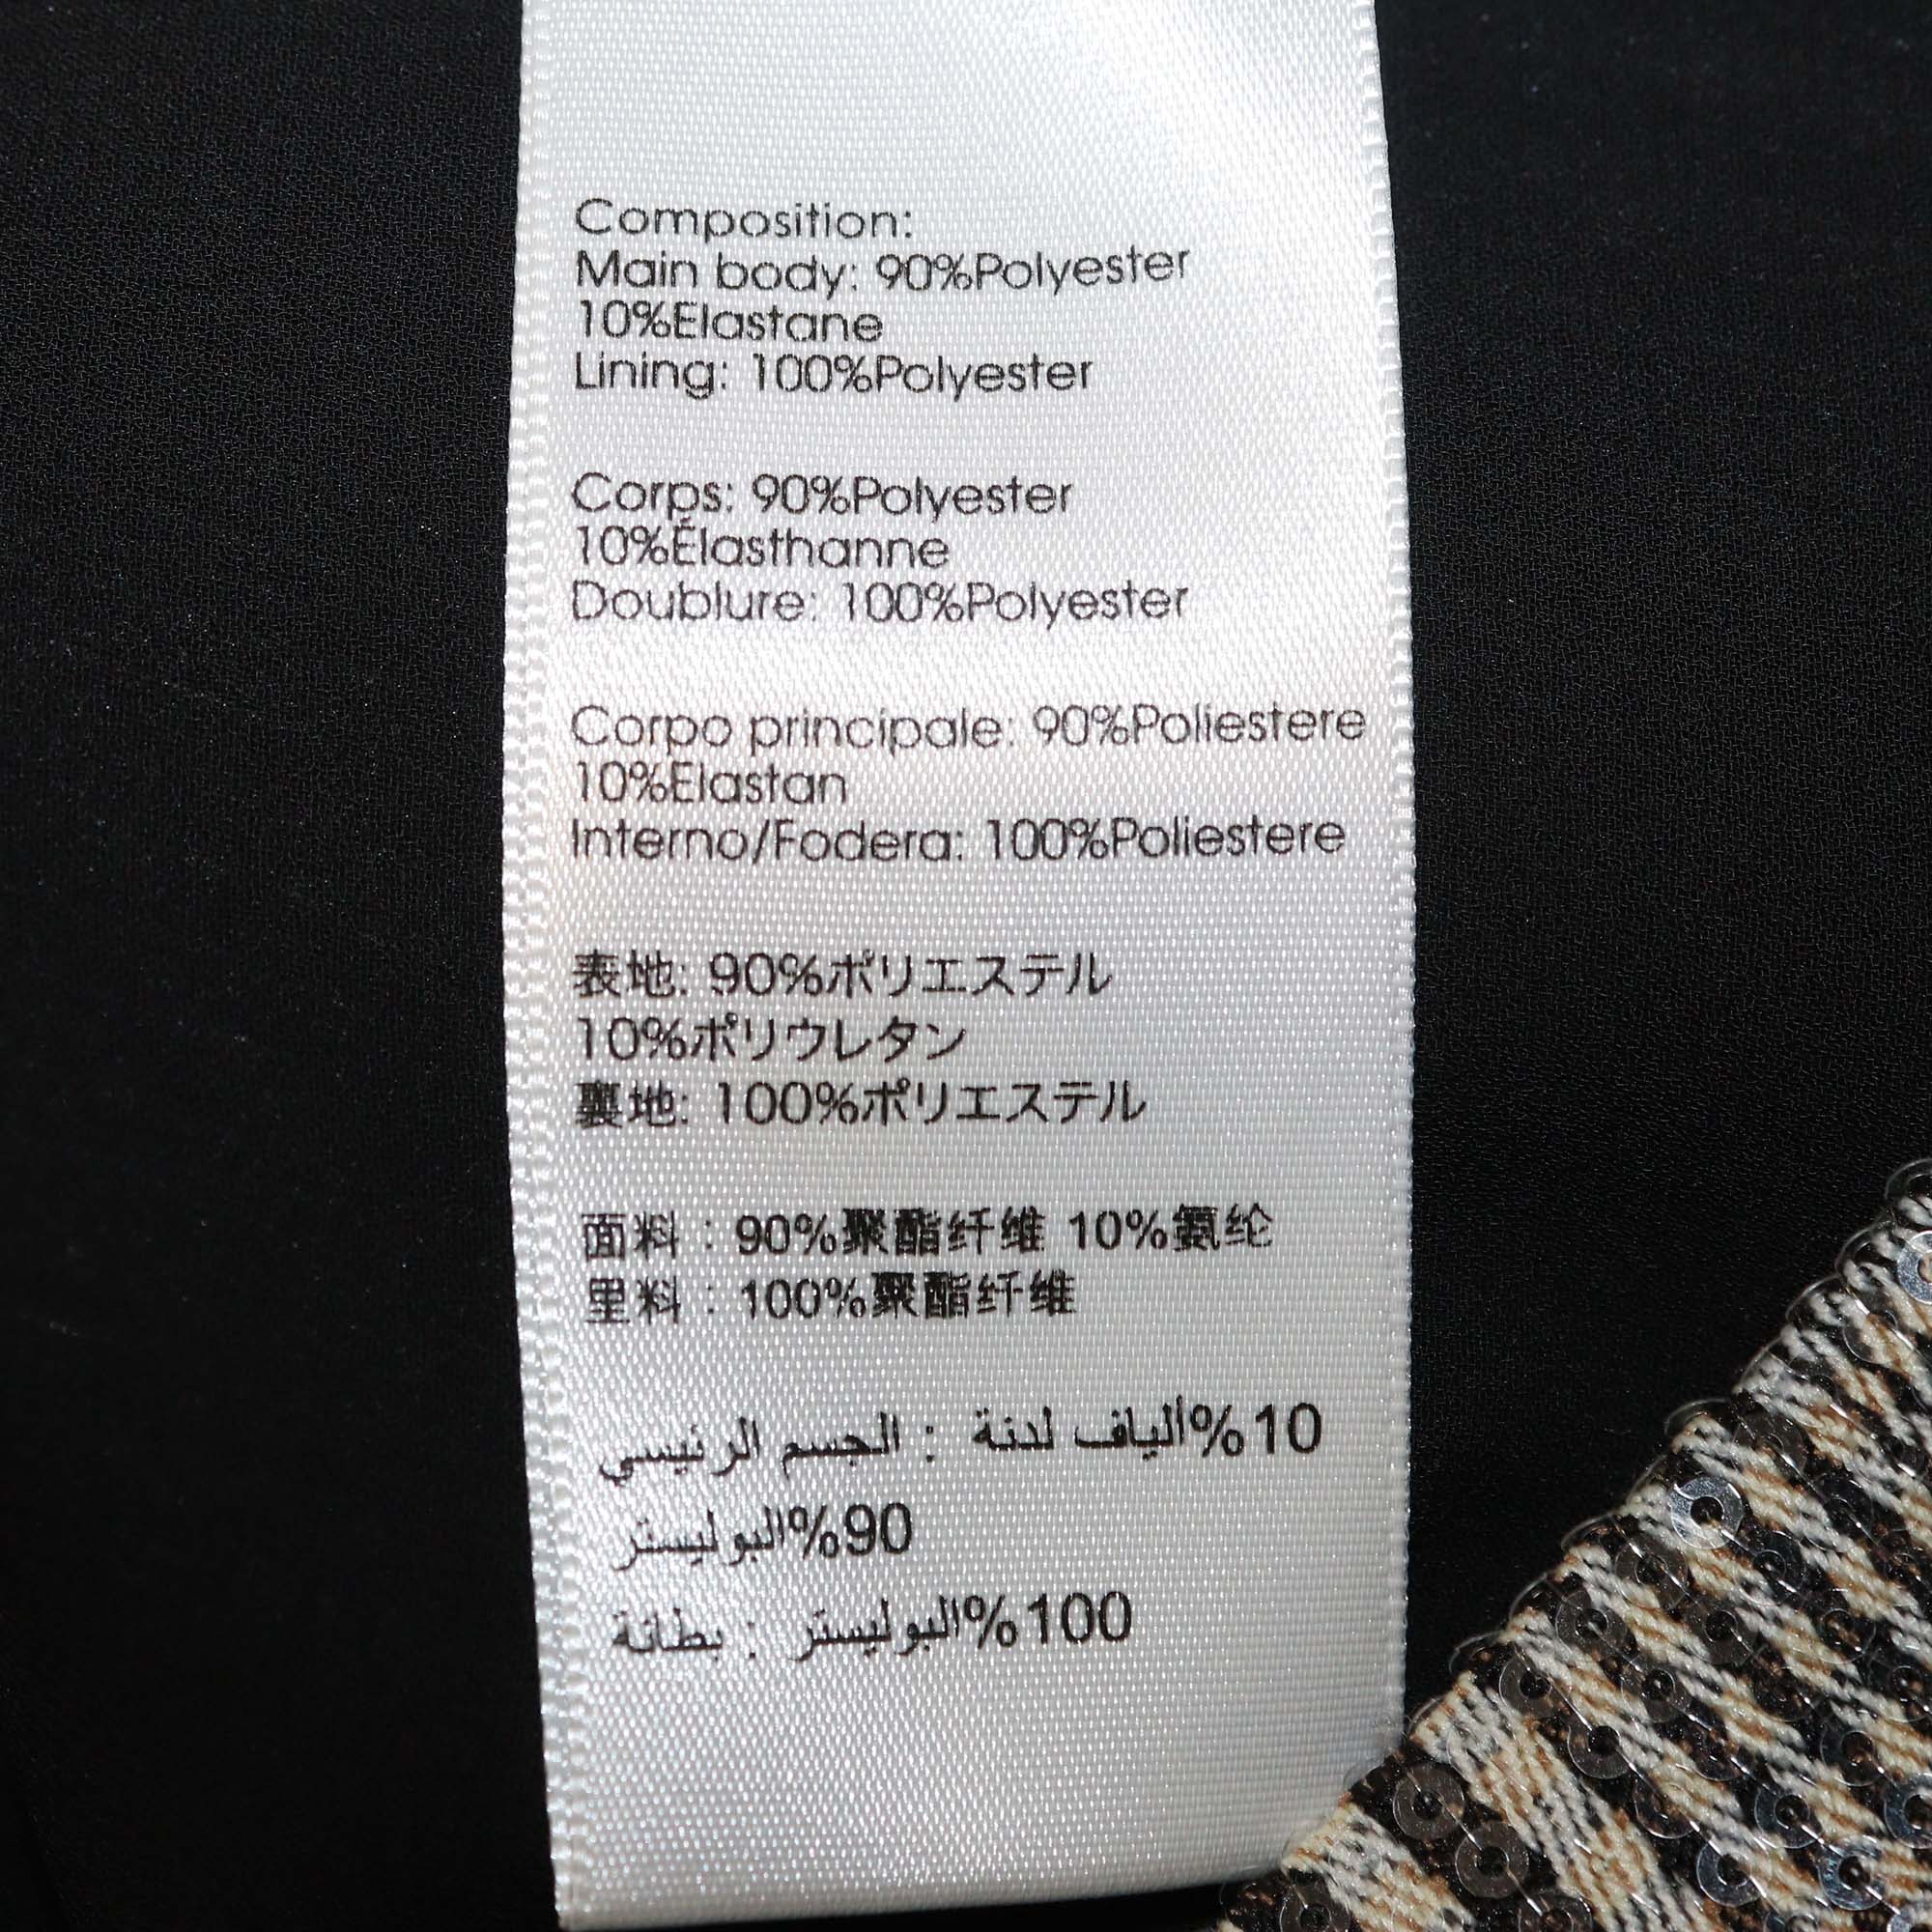 Composition:
Main body: 90%Polyester
10%Elastane
Lining: 100%Polyester
Corps: 90%Polyester
10%Élasthanne
Doublure: 100%Polyester
Corpo principale: 90%Poliestere
10%Elastan
Interno/Fodera: 100%Poliestere
表地: 90%ポリエステル
10%ポリウレタン
裏地: 100%ポリエステル
面料：90%聚酯纤维 10%氨纶
里料：100%聚酯纤维
10%ألياف لدنة : الجسم الرئيسي
90%البوليستر
100%البوليستر : بطانة